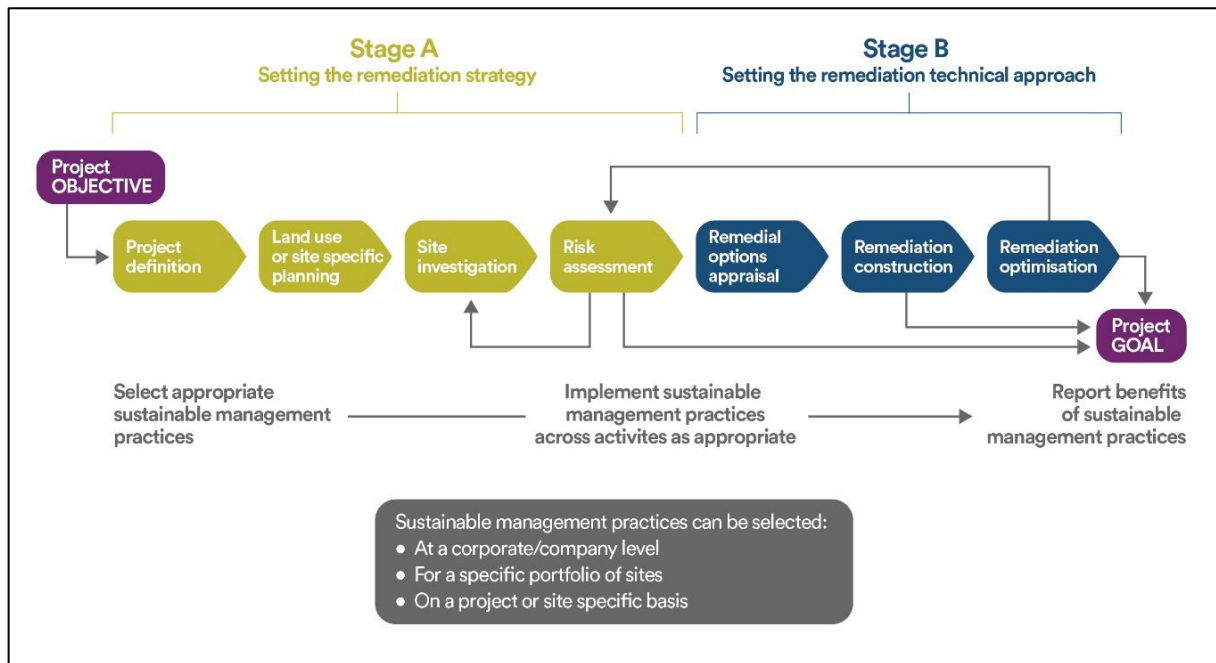 Stage A
Setting the remediation strategy
Stage B
Setting the remediation technical approach
Project
OBJECTIVE
Project
definition
Land use
or site specific
planning
Site
investigation
Risk
assessment
Remedial
options
appraisal
Remediation
construction
Remediation
optimisation
Project
GOAL
Select appropriate
sustainable management
practices
Implement sustainable
management practices
across activites as appropriate
Report benefits
of sustainable
management practices
Sustainable management practices can be selected:
• At a corporate/company level
• For a specific portfolio of sites
• On a project or site specific basis